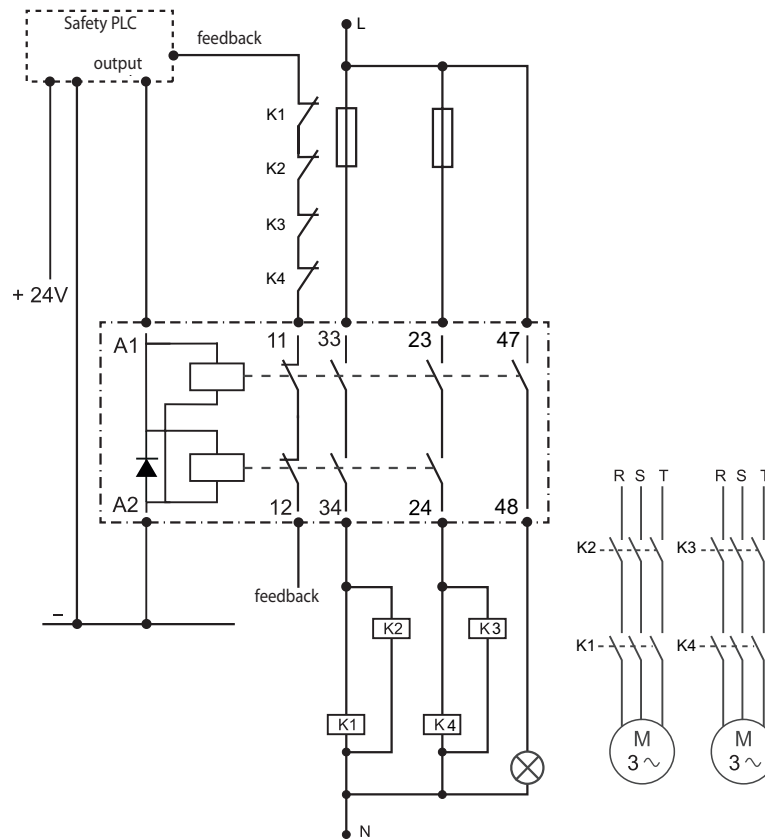 Safety PLC
feedback
output
L
K1
K2
K3
K4
+ 24V
A1
11
33
23
47
A2
12
34
24
48
R S T
R S T
K2
K3
feedback
–
K2
K3
K1
K4
K1
K4
M
3 ~
M
3 ~
N